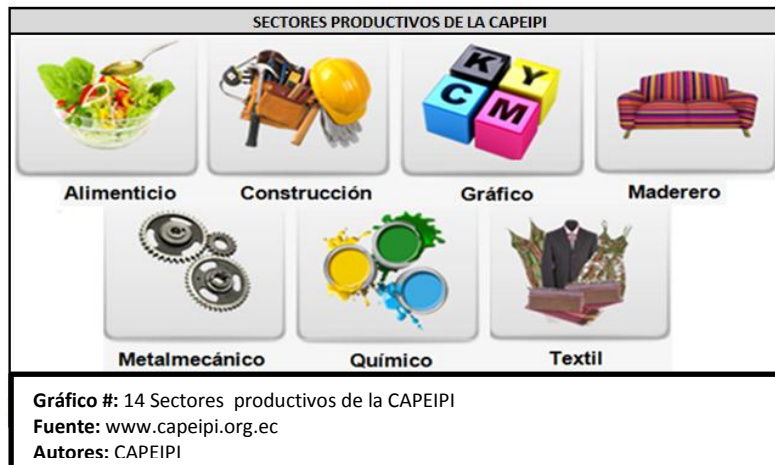 SECTORES PRODUCTIVOS DE LA CAPEIPI
K Y
C M
Alimenticio Construcción Gráfico Maderero
Metalmecánico Químico Textil
Gráfico #: 14 Sectores productivos de la CAPEIPI
Fuente: www.capeipi.org.ec
Autores: CAPEIPI